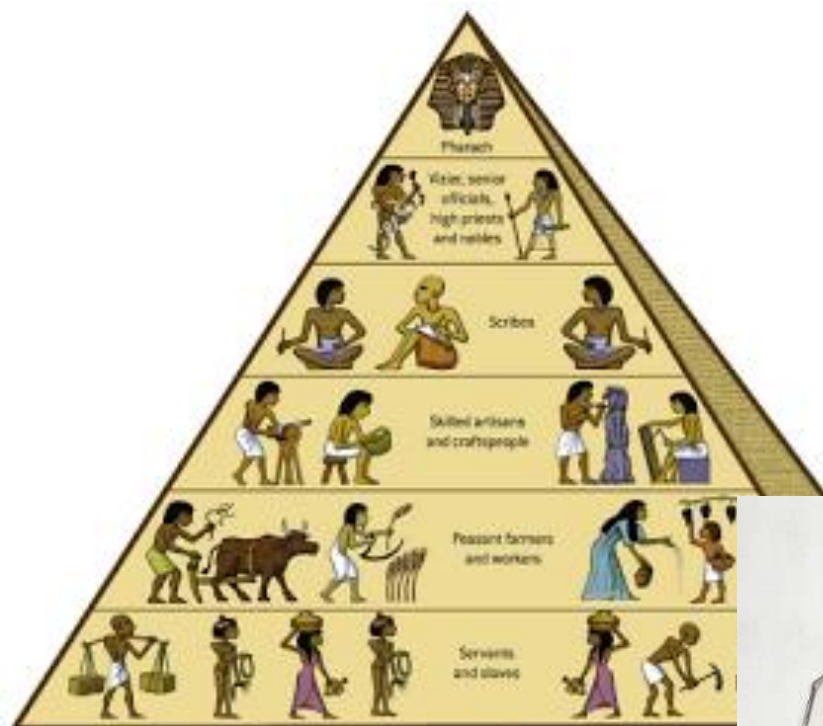 Pharaoh
Vizier, senior
officials,
high priests
and nobles
Scribes
Skilled artisans
and craftspeople
Peasant farmers
and workers
Servants
and slaves